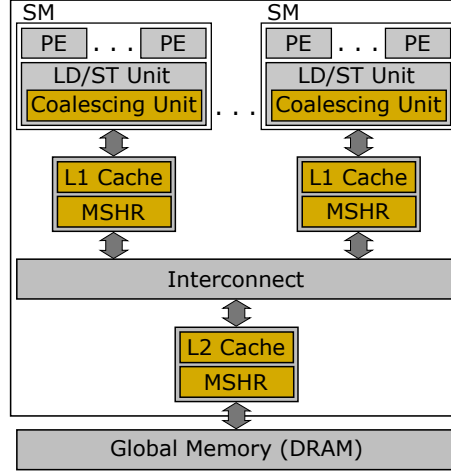 SM SM
PE . . . PE PE . . . PE
LD/ST Unit LD/ST Unit
Coalescing Unit . . . Coalescing Unit
L1 Cache L1 Cache
MSHR MSHR
Interconnect
L2 Cache
MSHR
Global Memory (DRAM)